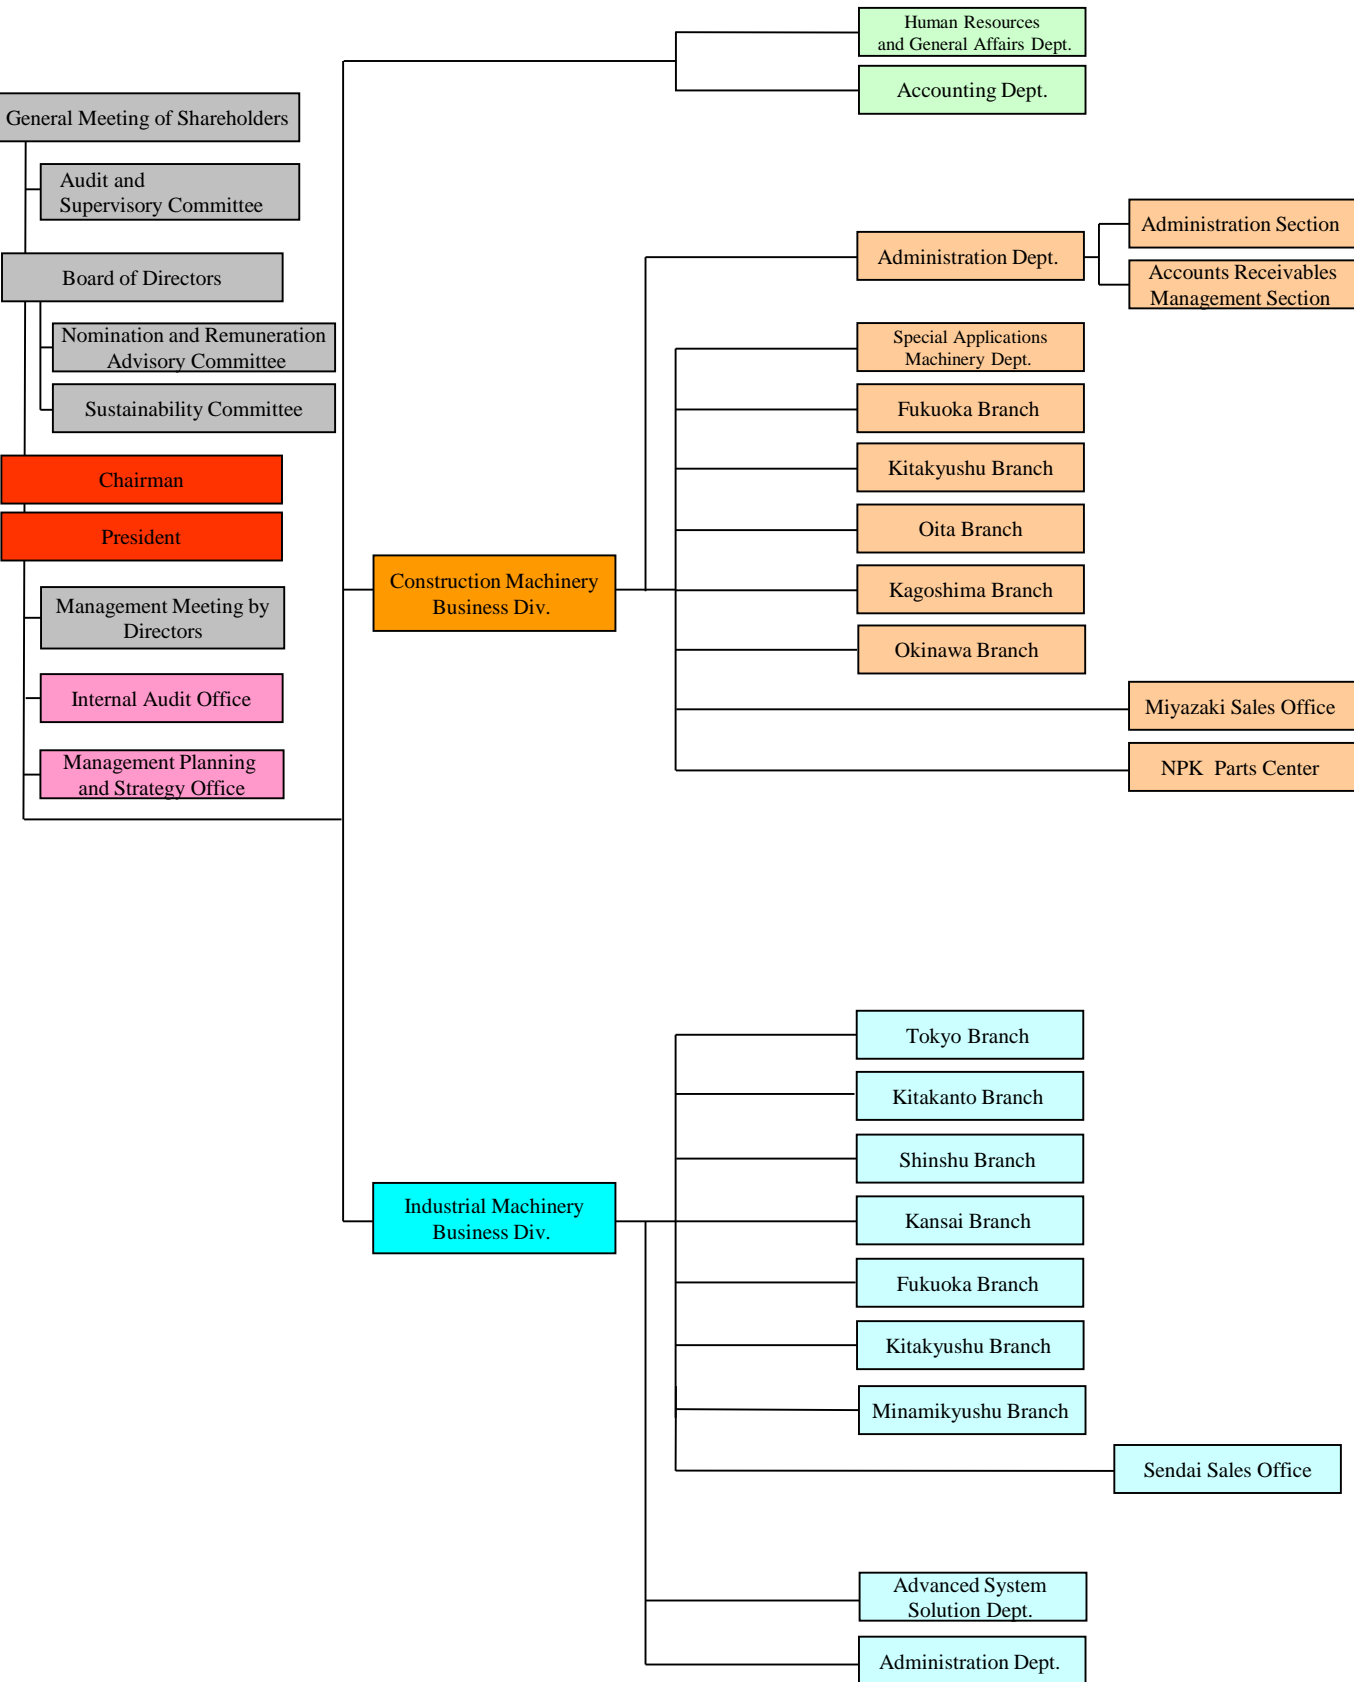 Human Resources
and General Affairs Dept.
Accounting Dept.
General Meeting of Shareholders
Audit and
Supervisory Committee
Board of Directors
Nomination and Remuneration
Advisory Committee
Sustainability Committee
Chairman
President
Management Meeting by
Directors
Internal Audit Office
Management Planning
and Strategy Office
Construction Machinery
Business Div.
Administration Dept.
Administration Section
Accounts Receivables
Management Section
Special Applications
Machinery Dept.
Fukuoka Branch
Kitakyushu Branch
Oita Branch
Kagoshima Branch
Okinawa Branch
Miyazaki Sales Office
NPK  Parts Center
Industrial Machinery
Business Div.
Tokyo Branch
Kitakanto Branch
Shinshu Branch
Kansai Branch
Fukuoka Branch
Kitakyushu Branch
Minamikyushu Branch
Sendai Sales Office
Advanced System
Solution Dept.
Administration Dept.